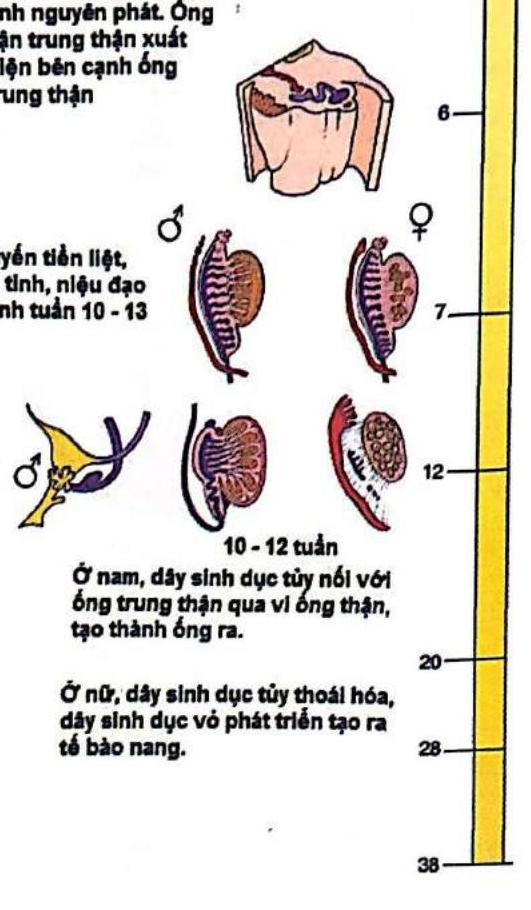 nh nguyên phát. Ống
ận trung thận xuất
iện bên cạnh ống
rung thận
6
♂
♀
yến tiền liệt,
tinh, niệu đạo
nh tuần 10 - 13
7
♂
12
10 - 12 tuần
Ở nam, dây sinh dục tủy nối với
ống trung thận qua vi ống thận,
tạo thành ống ra.
20
Ở nữ, dây sinh dục tủy thoái hóa,
dây sinh dục vỏ phát triển tạo ra
tế bào nang.
28
38